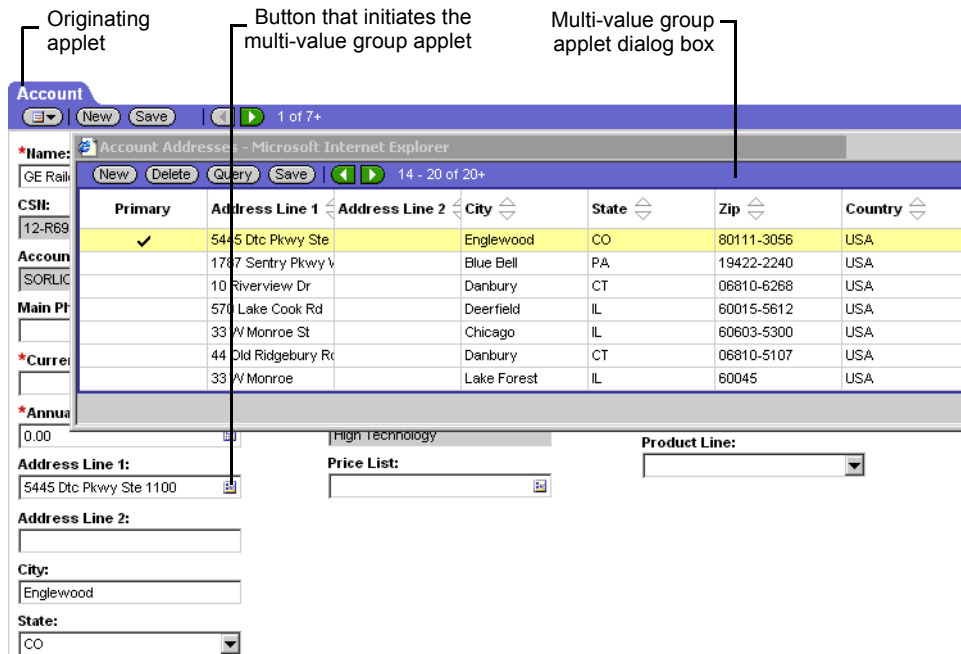 Originating applet
Button that initiates the multi-value group applet
Multi-value group applet dialog box
Account
New Save 1 of 7+
*Name:
GE Raile
CSN:
12-R69
Accoun
SORLIC
Main Ph
*Curre
*Annua
0.00
Account Addresses - Microsoft Internet Explorer
New Delete Query Save 14 - 20 of 20+
Primary Address Line 1 Address Line 2 City State Zip Country
5445 Dtc Pkwy Ste Englewood CO 80111-3056 USA
1787 Sentry Pkwy W Blue Bell PA 19422-2240 USA
10 Riverview Dr Danbury CT 06810-6268 USA
570 Lake Cook Rd Deerfield IL 60015-5612 USA
33 W Monroe St Chicago IL 60603-5300 USA
44 Old Ridgebury Rd Danbury CT 06810-5107 USA
33 W Monroe Lake Forest IL 60045 USA
High Technology
Product Line:
Address Line 1:
5445 Dtc Pkwy Ste 1100
Price List:
Address Line 2:
City:
Englewood
State:
CO